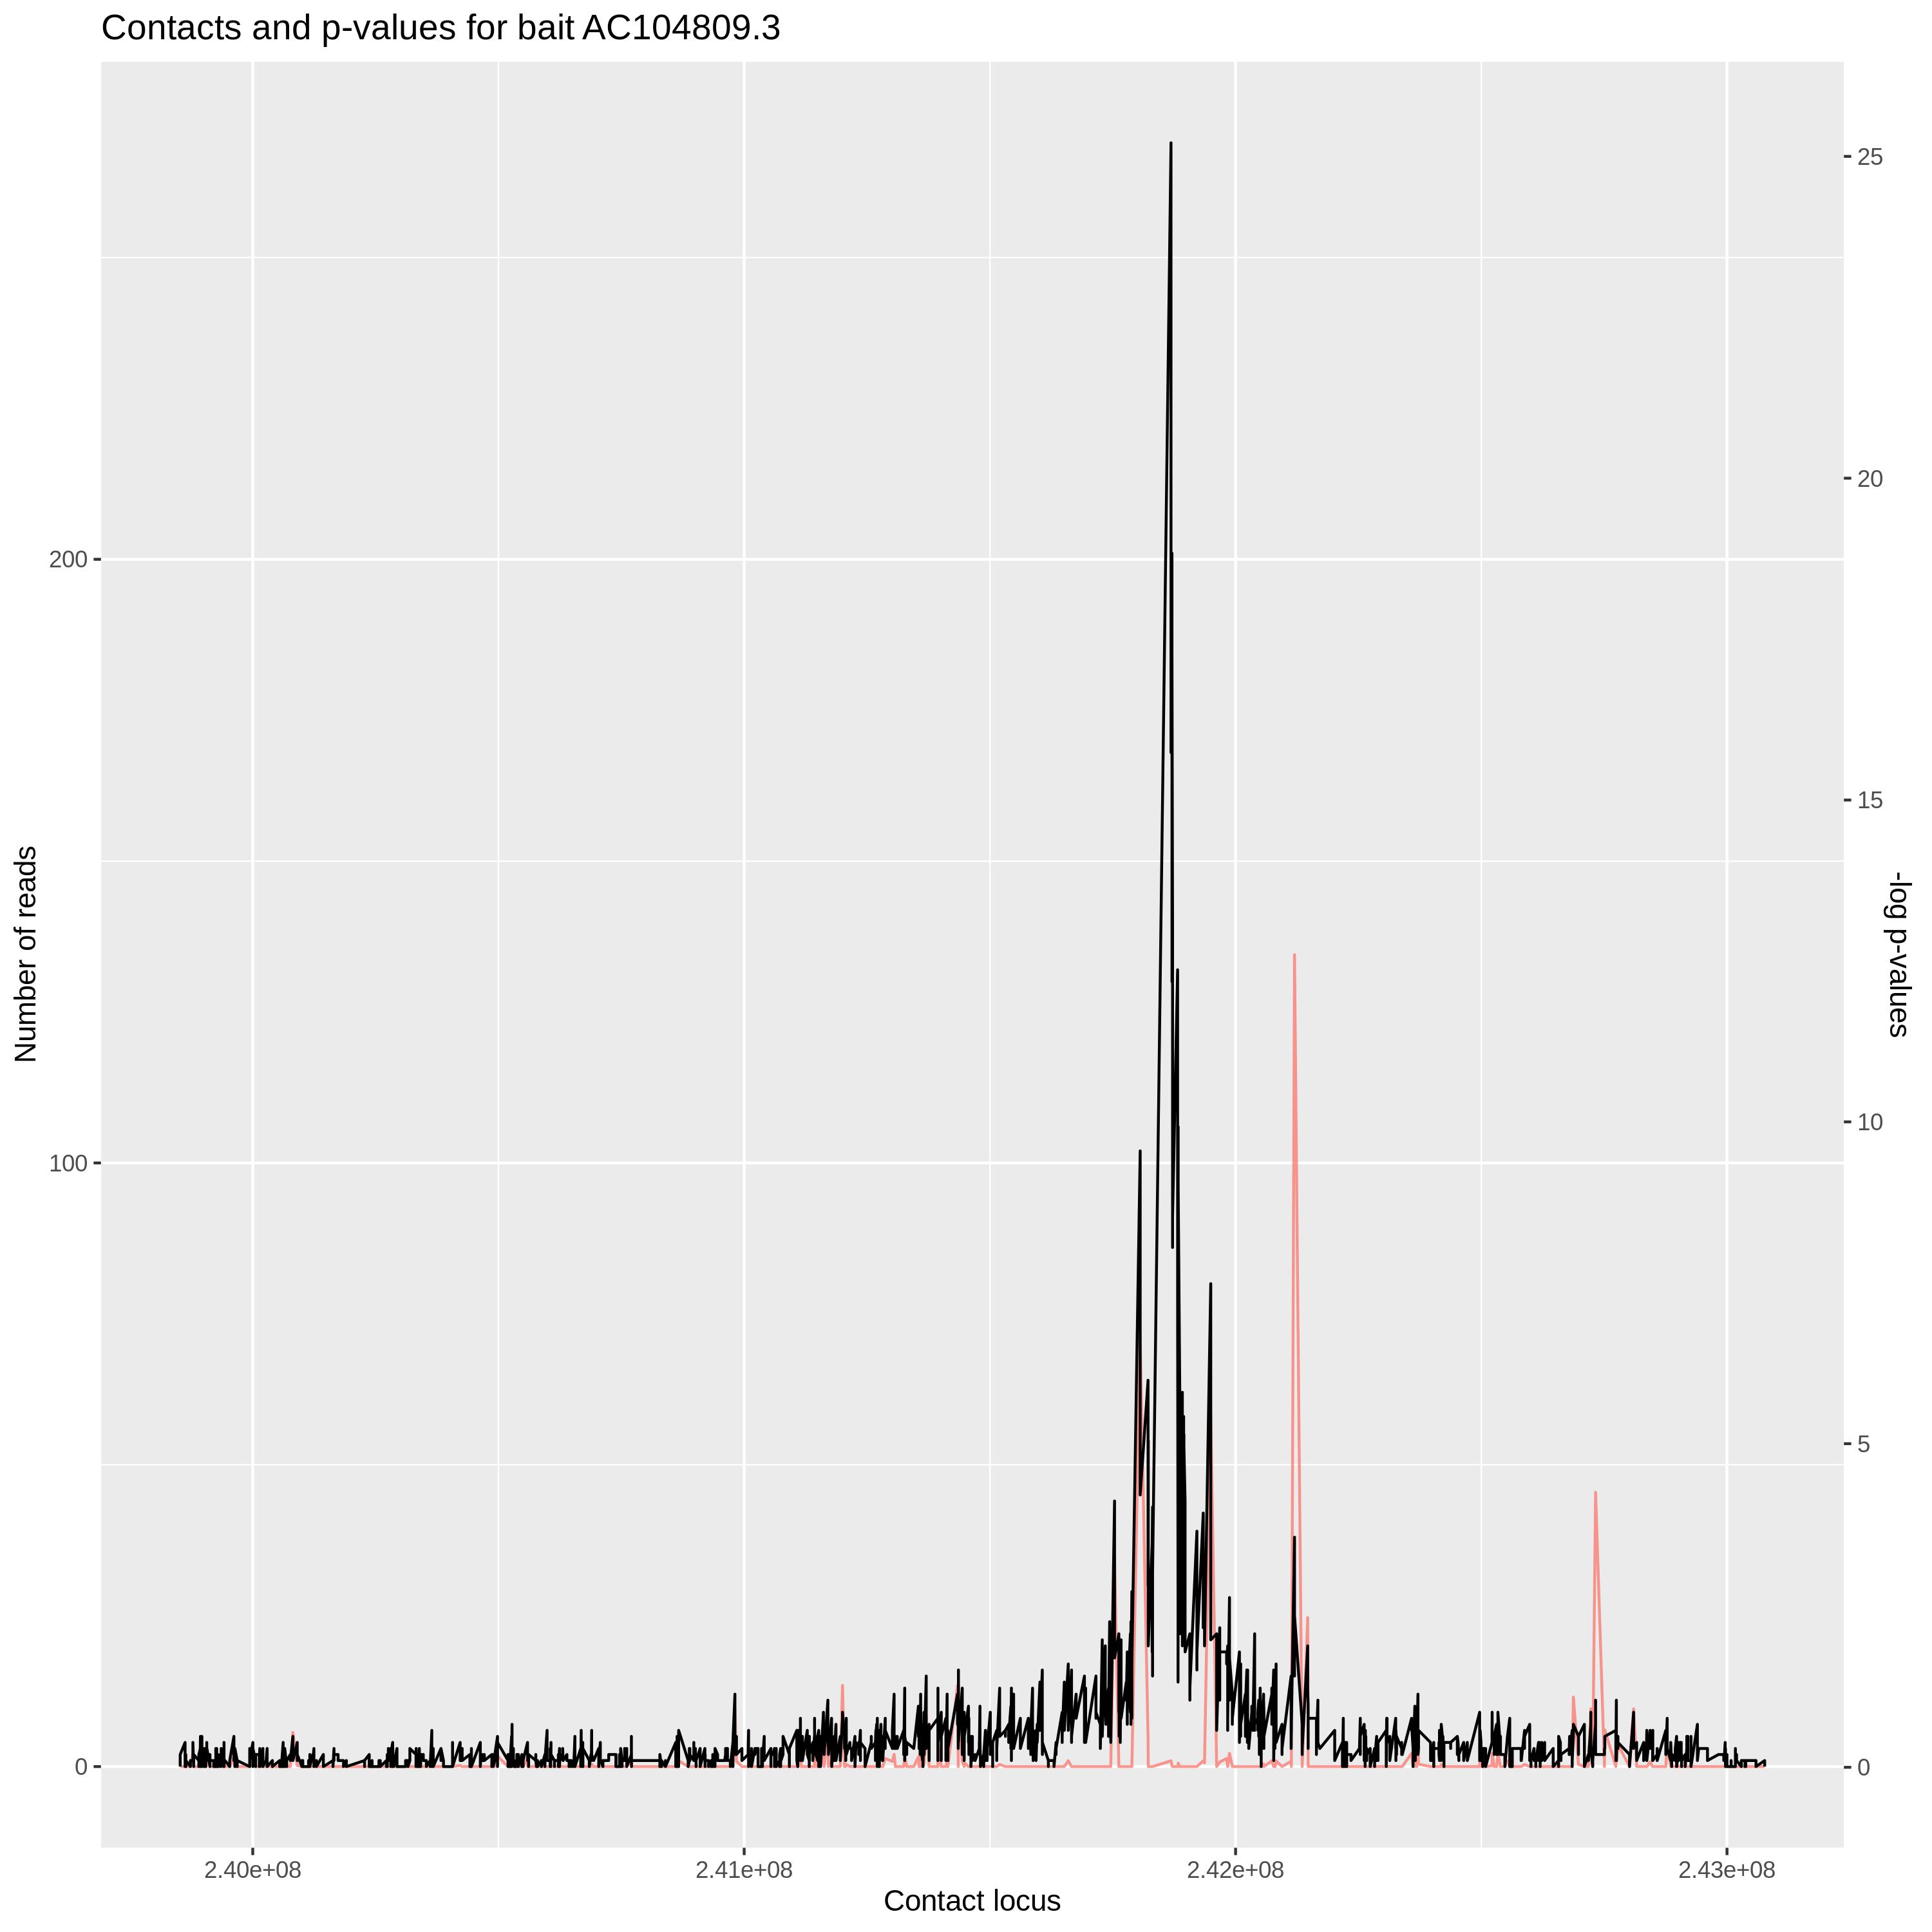 Contacts and p-values for bait AC104809.3
Number of reads
200
100
0
25
20
15
10
5
0
-log p-values
2.40e+08 2.41e+08 2.42e+08 2.43e+08
Contact locus